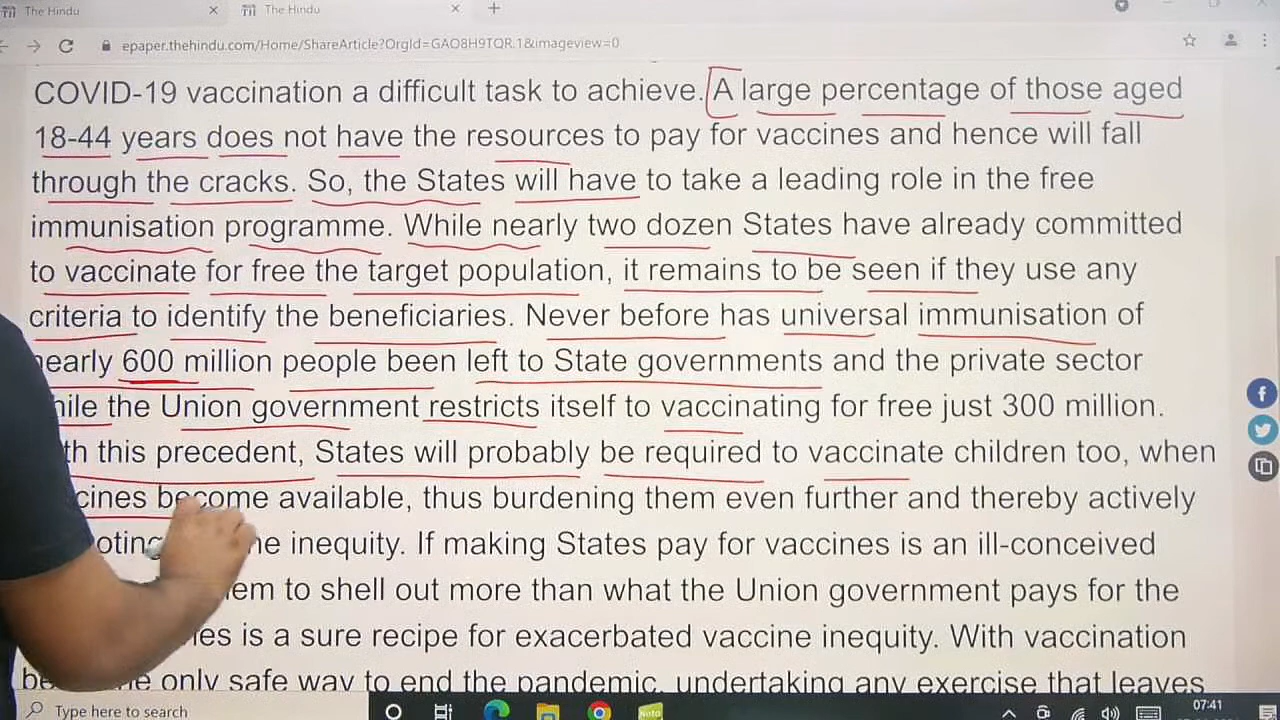 The Hindu
The Hindu
epaper.thehindu.com/Home/ShareArticle?OrgId=GAO8H9TQR.1&imageview=0
COVID-19 vaccination a difficult task to achieve. A large percentage of those aged
18-44 years does not have the resources to pay for vaccines and hence will fall
through the cracks. So, the States will have to take a leading role in the free
immunisation programme. While nearly two dozen States have already committed
to vaccinate for free the target population, it remains to be seen if they use any
criteria to identify the beneficiaries. Never before has universal immunisation of
nearly 600 million people been left to State governments and the private sector
while the Union government restricts itself to vaccinating for free just 300 million.
this precedent, States will probably be required to vaccinate children too, when
become available, thus burdening them even further and thereby actively
inequity. If making States pay for vaccines is an ill-conceived
to shell out more than what the Union government pays for the
is a sure recipe for exacerbated vaccine inequity. With vaccination
only safe way to end the pandemic, undertaking any exercise that leaves
Type here to search
Note
07:41